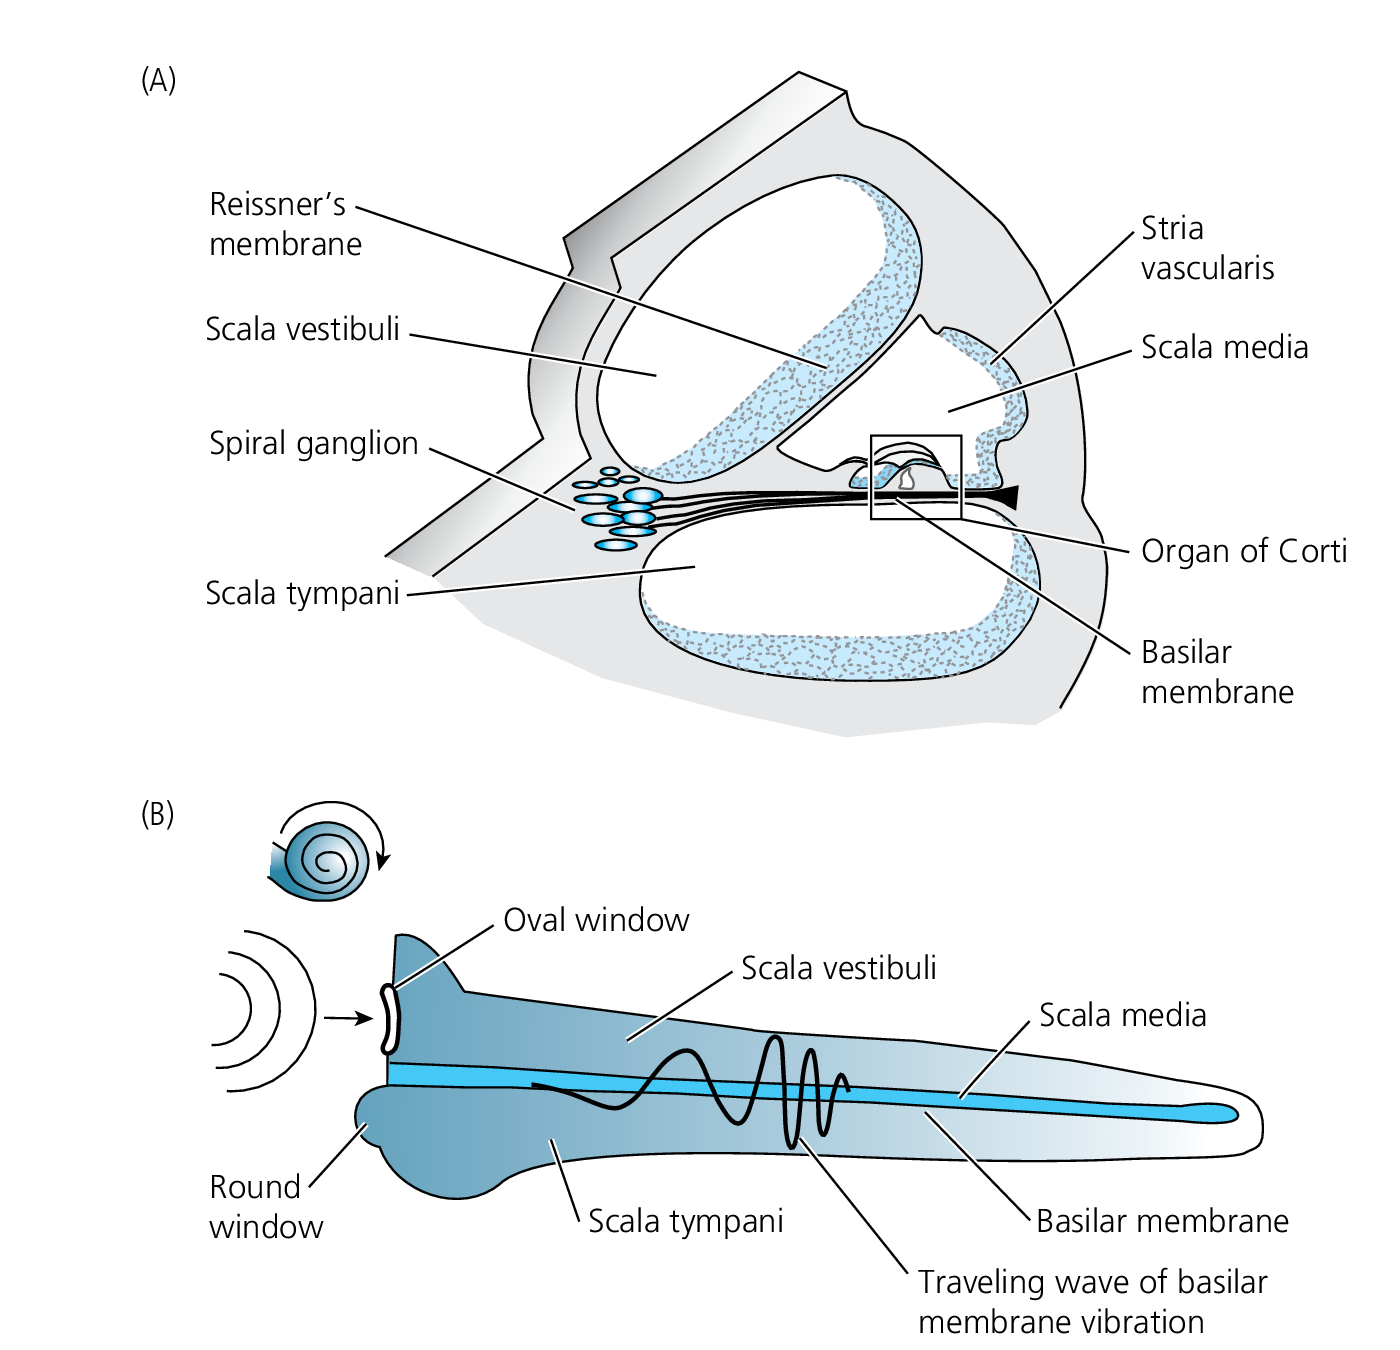 (A)
Reissner’s
membrane
Scala vestibuli
Spiral ganglion
Scala tympani
Stria
vascularis
Scala media
Organ of Corti
Basilar
membrane
(B)
Oval window
Scala vestibuli
Scala media
Round
window
Scala tympani
Basilar membrane
Traveling wave of basilar
membrane vibration